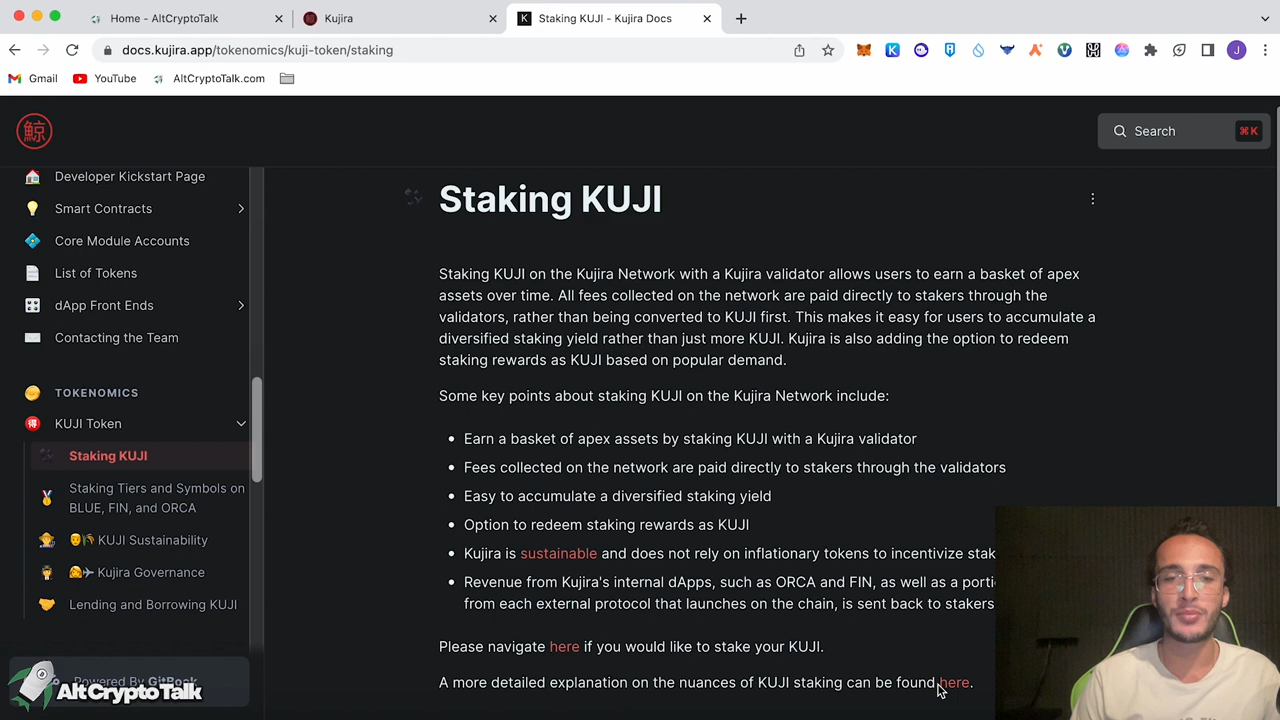 Home - AltCryptoTalk
Kujira
Staking KUJI - Kujira Docs
docs.kujira.app/tokenomics/kuji-token/staking
Gmail
YouTube
AltCryptoTalk.com
鯨
Search
⌘K
Developer Kickstart Page
Smart Contracts
Core Module Accounts
List of Tokens
dApp Front Ends
Contacting the Team
TOKENOMICS
KUJI Token
Staking KUJI
Staking Tiers and Symbols on
BLUE, FIN, and ORCA
KUJI Sustainability
Kujira Governance
Lending and Borrowing KUJI
Powered By GitBook
AltCryptoTalk
Staking KUJI
Staking KUJI on the Kujira Network with a Kujira validator allows users to earn a basket of apex
assets over time. All fees collected on the network are paid directly to stakers through the
validators, rather than being converted to KUJI first. This makes it easy for users to accumulate a
diversified staking yield rather than just more KUJI. Kujira is also adding the option to redeem
staking rewards as KUJI based on popular demand.
Some key points about staking KUJI on the Kujira Network include:
• Earn a basket of apex assets by staking KUJI with a Kujira validator
• Fees collected on the network are paid directly to stakers through the validators
• Easy to accumulate a diversified staking yield
• Option to redeem staking rewards as KUJI
• Kujira is sustainable and does not rely on inflationary tokens to incentivize stak
• Revenue from Kujira's internal dApps, such as ORCA and FIN, as well as a porti
from each external protocol that launches on the chain, is sent back to stakers
Please navigate here if you would like to stake your KUJI.
A more detailed explanation on the nuances of KUJI staking can be found here.